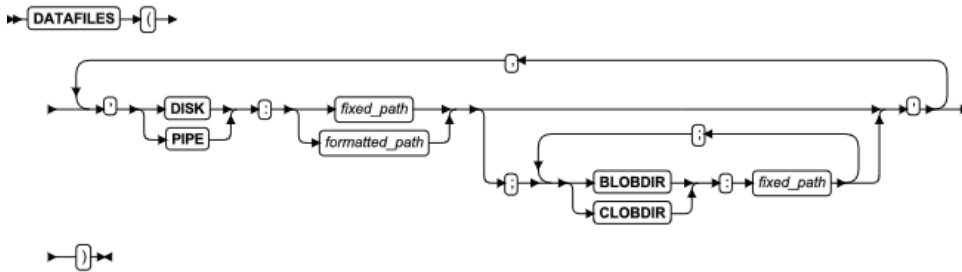 DATAFILES (
,
' DISK : fixed_path '
PIPE formatted_path
;
; BLOBDIR : fixed_path
CLOBDIR
)